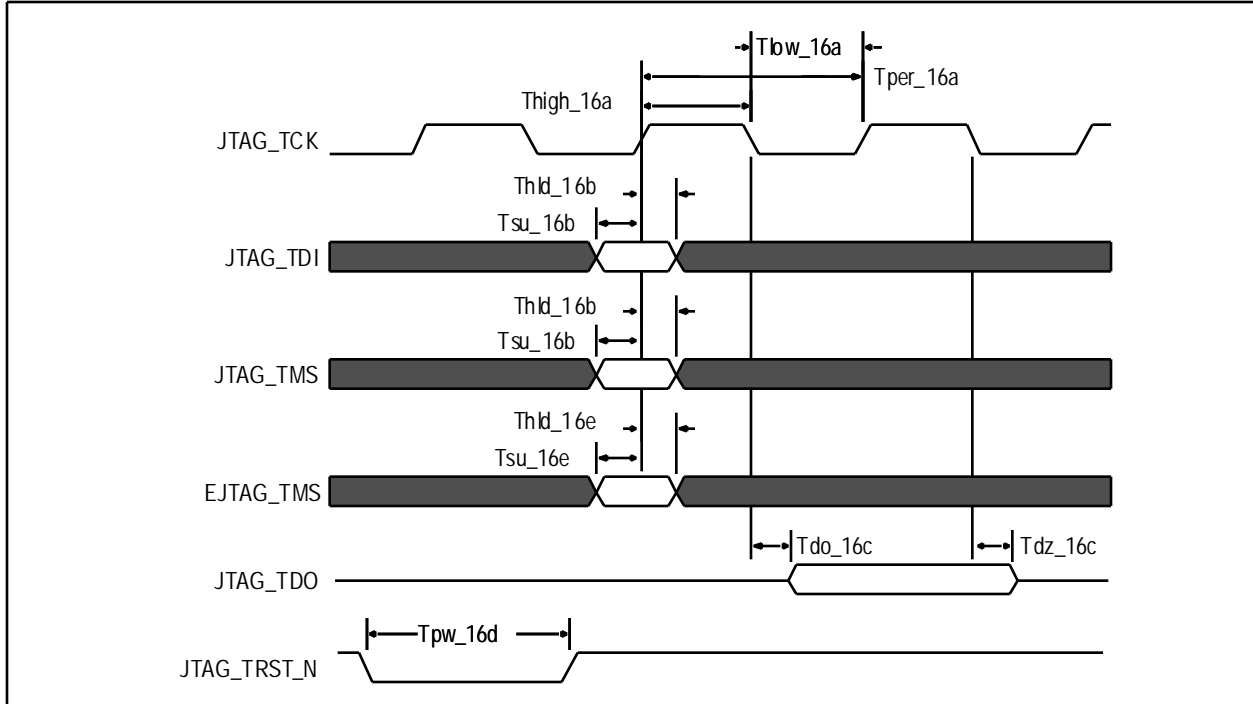 Tlow_16a
Tper_16a
Thigh_16a
JTAG_TCK
Thld_16b
Tsu_16b
JTAG_TDI
Thld_16b
Tsu_16b
JTAG_TMS
Thld_16e
Tsu_16e
EJTAG_TMS
Tdo_16c
Tdz_16c
JTAG_TDO
Tpw_16d
JTAG_TRST_N